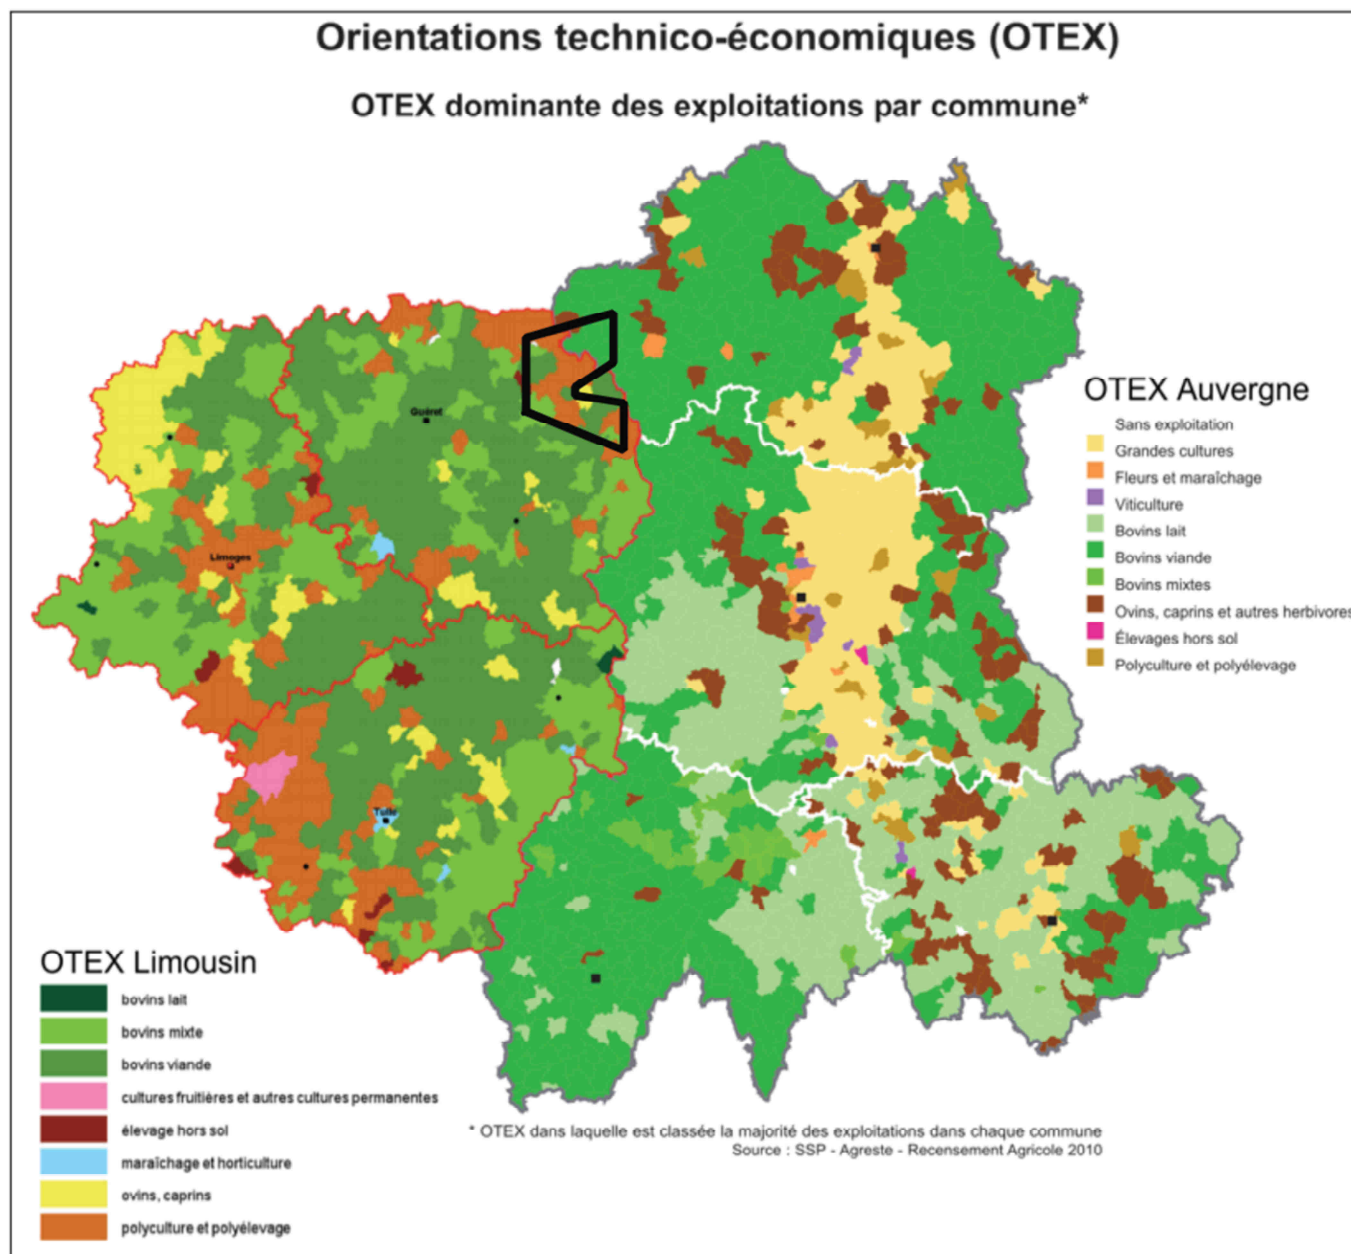 Orientations technico-économiques (OTEX)
OTEX dominante des exploitations par commune*
Guéret
Limoges
Tulle
OTEX Auvergne
Sans exploitation
Grandes cultures
Fleurs et maraîchage
Viticulture
Bovins lait
Bovins viande
Bovins mixtes
Ovins, caprins et autres herbivores
Élevages hors sol
Polyculture et polyélevage
OTEX Limousin
bovins lait
bovins mixte
bovins viande
cultures fruitières et autres cultures permanentes
élevage hors sol
maraîchage et horticulture
ovins, caprins
polyculture et polyélevage
* OTEX dans laquelle est classée la majorité des exploitations dans chaque commune
Source : SSP - Agreste - Recensement Agricole 2010